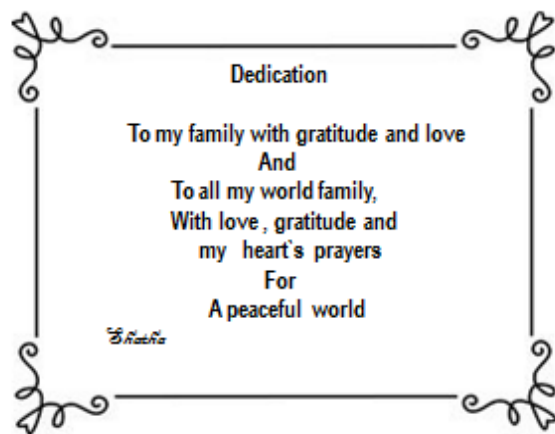 Dedication
To my family with gratitude and love
And
To all my world family,
With love , gratitude and
my heart`s prayers
For
A peaceful world
Shatha